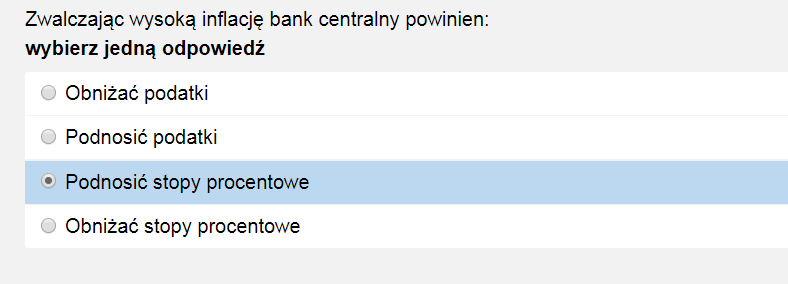 Zwalczając wysoką inflację bank centralny powinien:
wybierz jedną odpowiedź
Obniżać podatki
Podnosić podatki
Podnosić stopy procentowe
Obniżać stopy procentowe